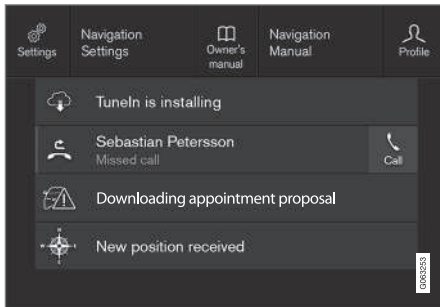 Settings
Navigation
Settings
Owner's
manual
Navigation
Manual
Profile
TuneIn is installing
Sebastian Petersson
Missed call
Call
Downloading appointment proposal
New position received
G063253